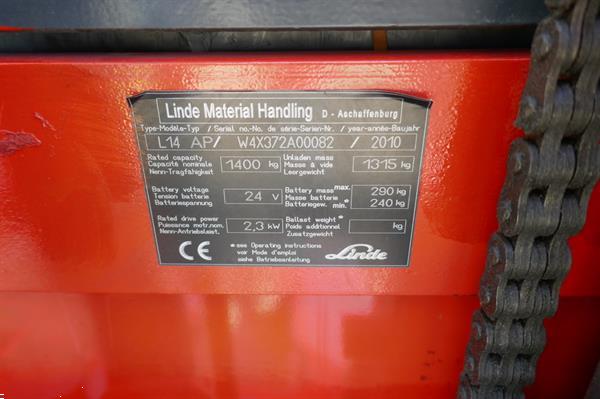 Linde Material Handling D - Aschaffenburg
Type-Modèle-Typ / Serial no.-No. de série-Serien-Nr. / year-année-Baujahr
L14 AP/ W4X372A00082 / 2010
Rated capacity Unladen mass
Capacité nominale 1400 kg Masse à vide 1315 kg
Nenn-Tragfähigkeit Leergewicht
Battery voltage Battery mass max. 290 kg
Tension batterie 24 V Masse batterie
Batteriespannung Batteriegew. min. 240 kg
Rated drive power Ballast weight *
Puissance mot.nom. 2,3 kW Poids additionnel kg
Nenn-Antriebsleist. Zusatzgewicht
CE *see Operating instructions Linde
voir Mode d'emploi
siehe Betriebsanleitung